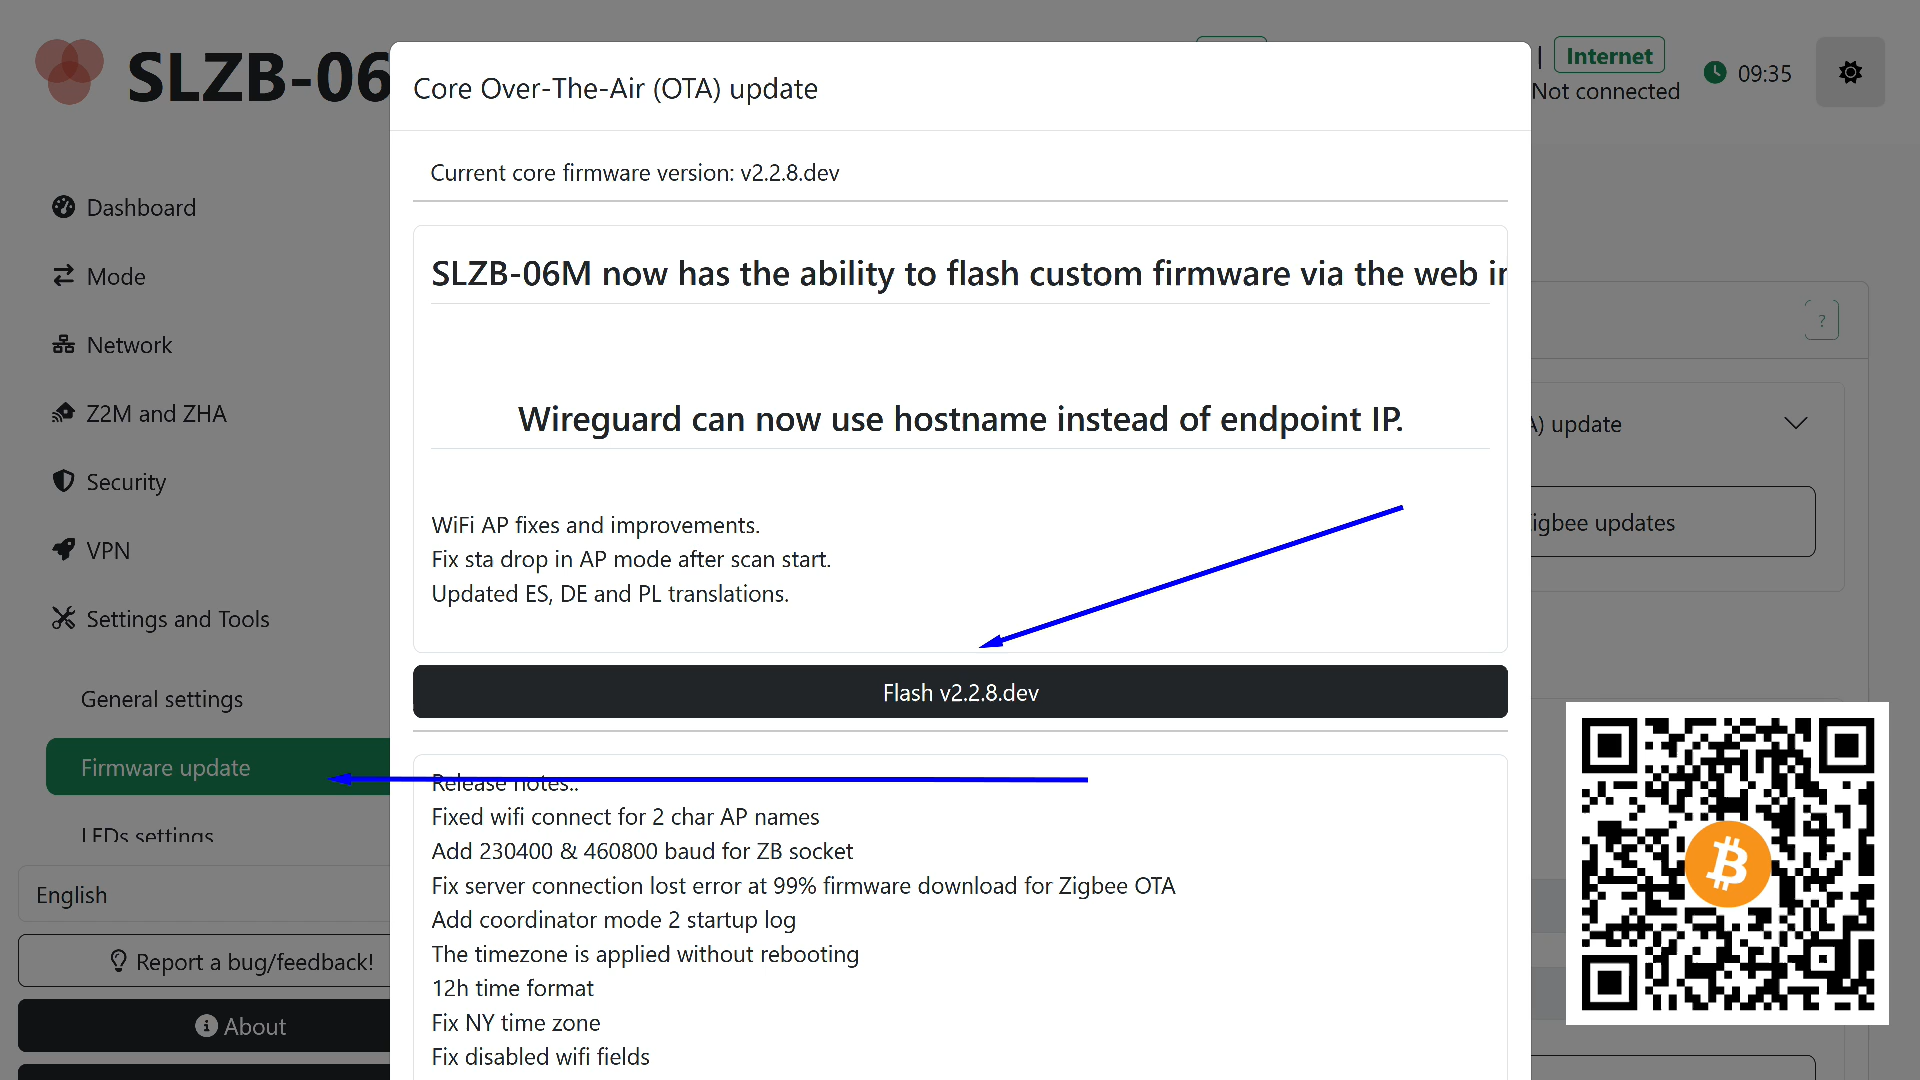 SLZB-06
Internet
Not connected
09:35
Core Over-The-Air (OTA) update
Current core firmware version: v2.2.8.dev
SLZB-06M now has the ability to flash custom firmware via the web
Wireguard can now use hostname instead of endpoint IP.
WiFi AP fixes and improvements.
Fix sta drop in AP mode after scan start.
Updated ES, DE and PL translations.
Flash v2.2.8.dev
Release notes..
Fixed wifi connect for 2 char AP names
Add 230400 & 460800 baud for ZB socket
Fix server connection lost error at 99% firmware download for Zigbee OTA
Add coordinator mode 2 startup log
The timezone is applied without rebooting
12h time format
Fix NY time zone
Fix disabled wifi fields
Dashboard
Mode
Network
Z2M and ZHA
Security
VPN
Settings and Tools
General settings
Firmware update
LEDs settings
English
Report a bug/feedback!
About
?
) update
igbee updates